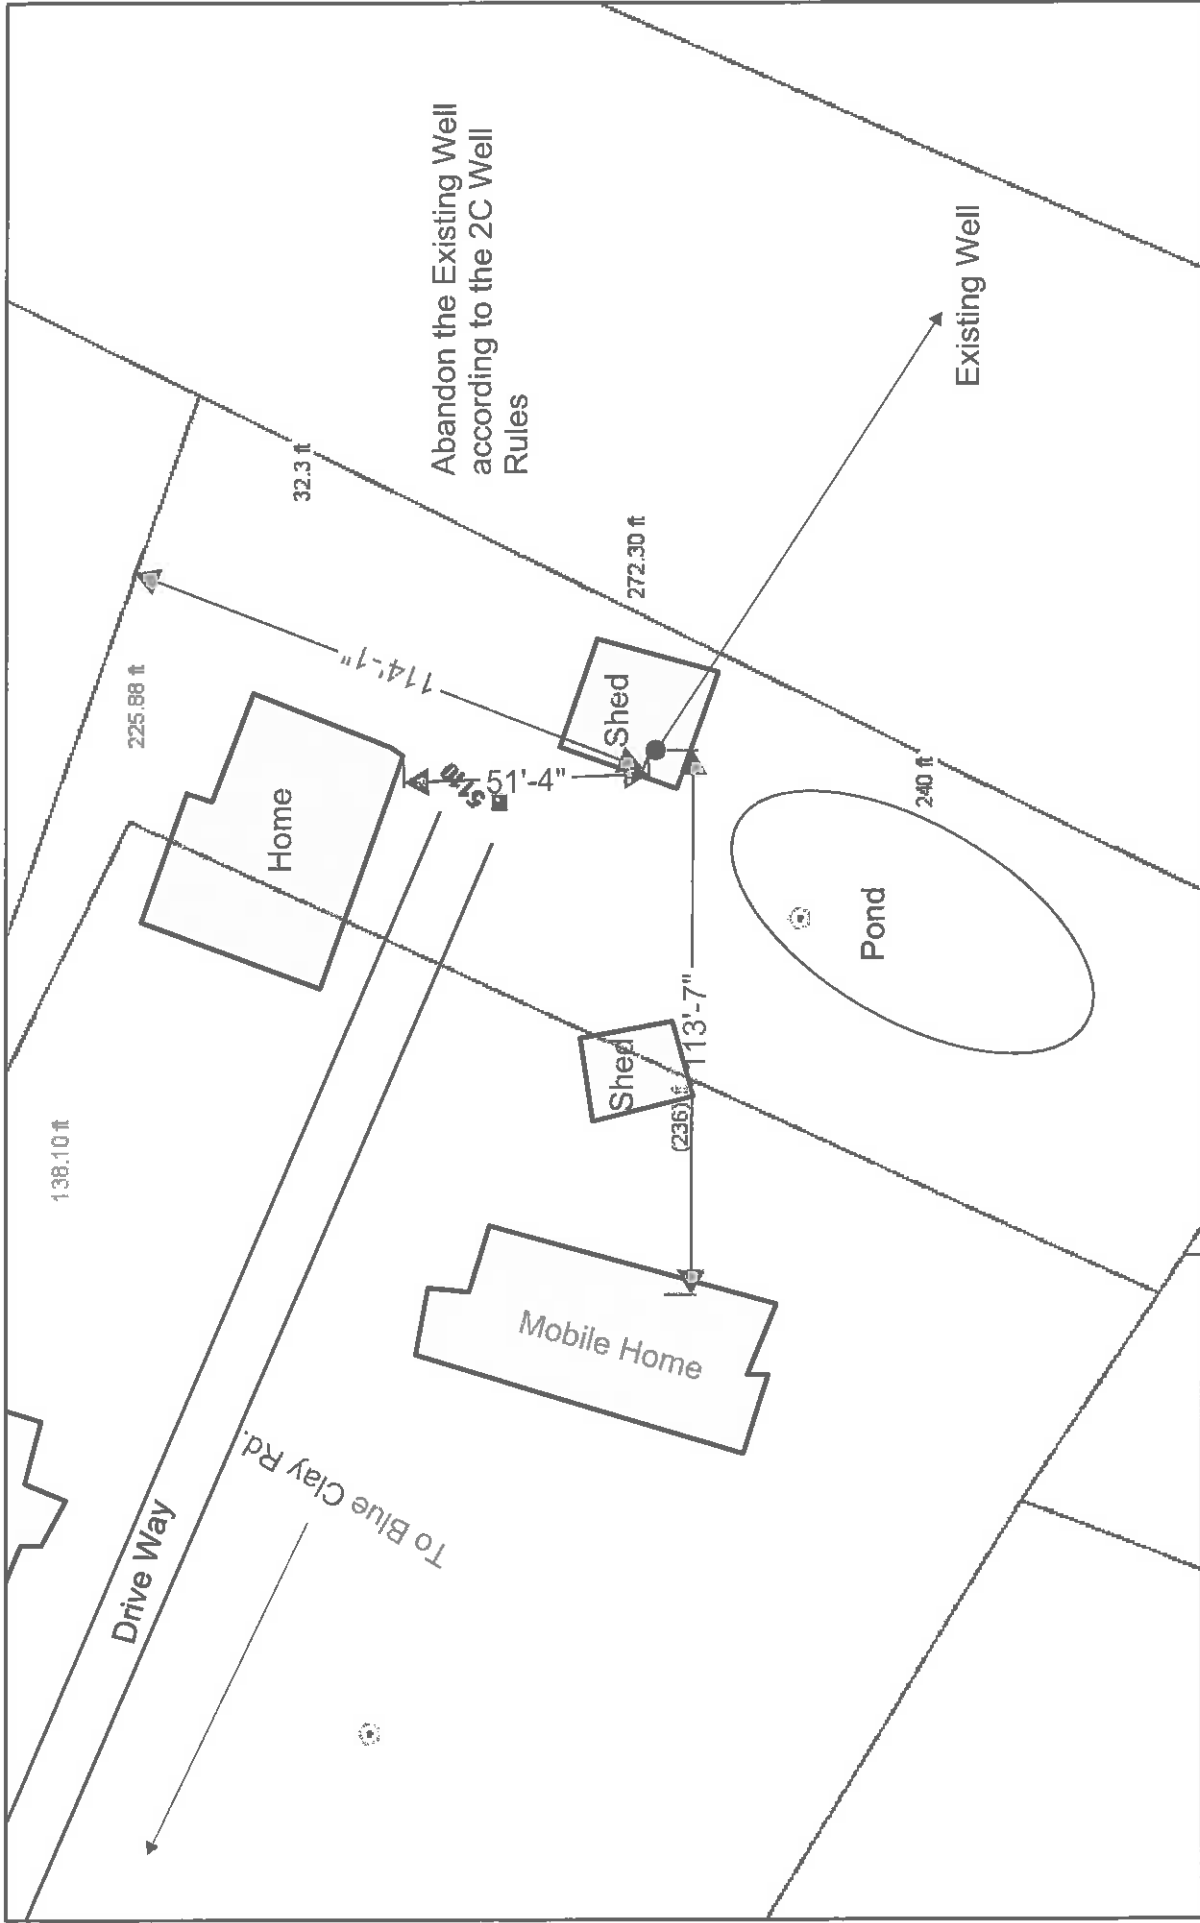 Abandon the Existing Well
according to the 2C Well
Rules
32.3 ft
225.88 ft
114'-1"
272.30 ft
Home
Shed
51'-4"
5110
Existing Well
138.10 ft
240 ft
Pond
Shed
113'-7"
(236) ft
Mobile Home
Drive Way
To Blue Clay Rd.